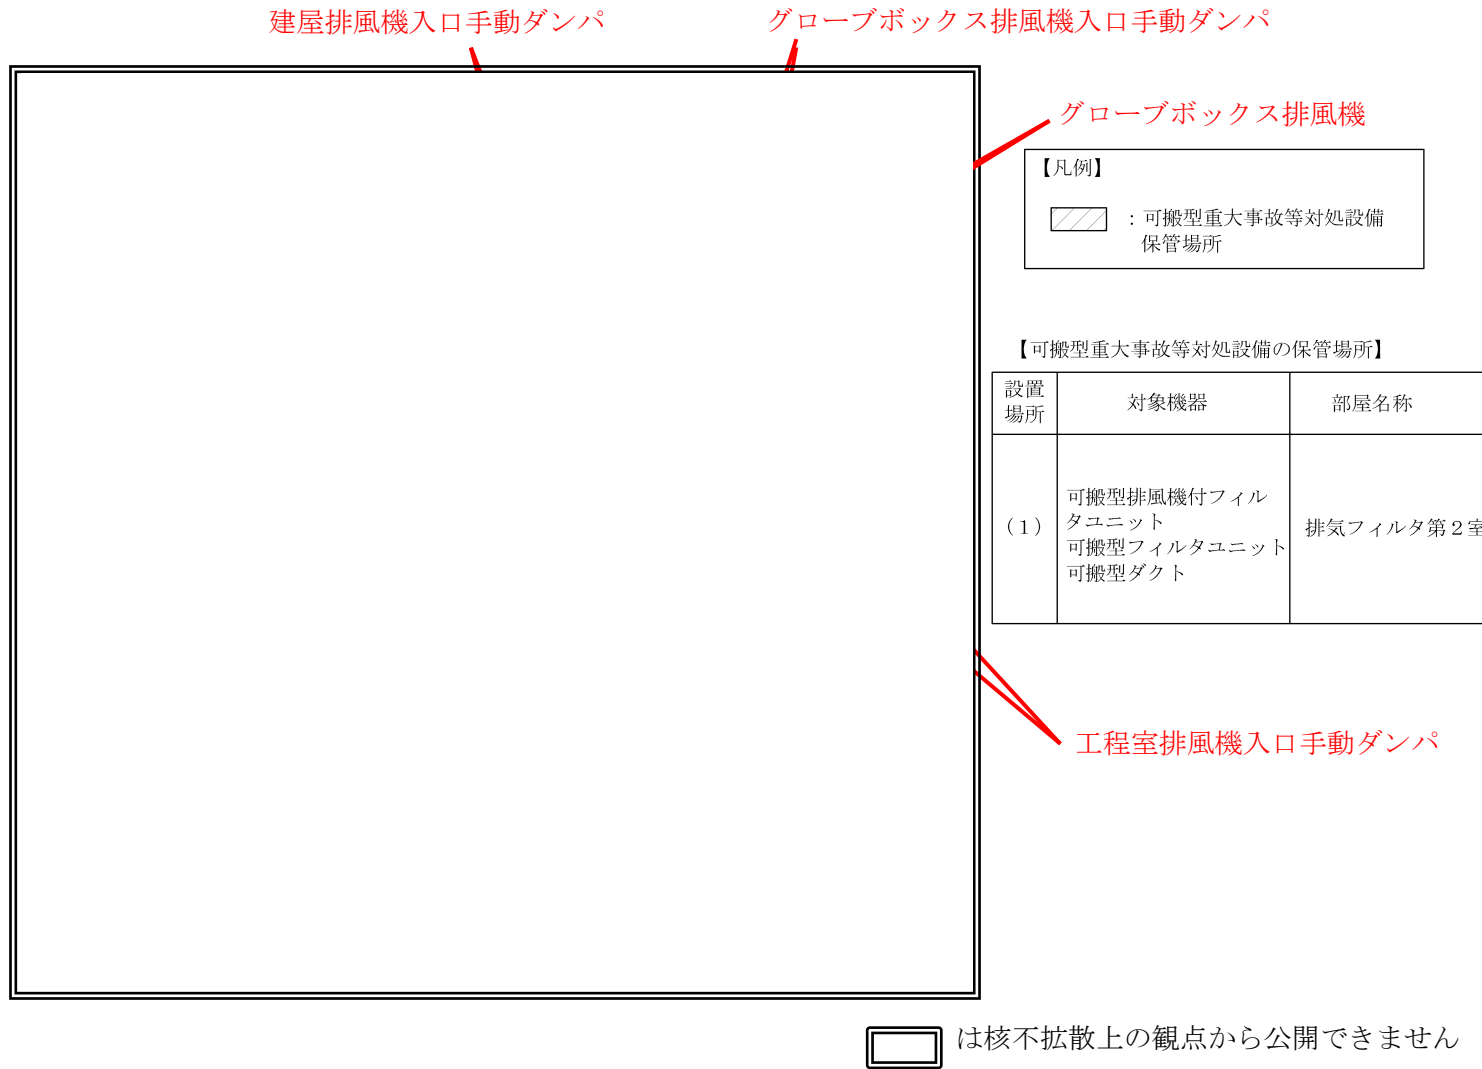 建屋排風機入口手動ダンパ
グローブボックス排風機入口手動ダンパ
グローブボックス排風機
【凡例】
：可搬型重大事故等対処設備
保管場所
【可搬型重大事故等対処設備の保管場所】
設置
場所
対象機器
部屋名称
（１）
可搬型排風機付フィル
タユニット
可搬型フィルタユニット
可搬型ダクト
排気フィルタ第２室
工程室排風機入口手動ダンパ
は核不拡散上の観点から公開できません